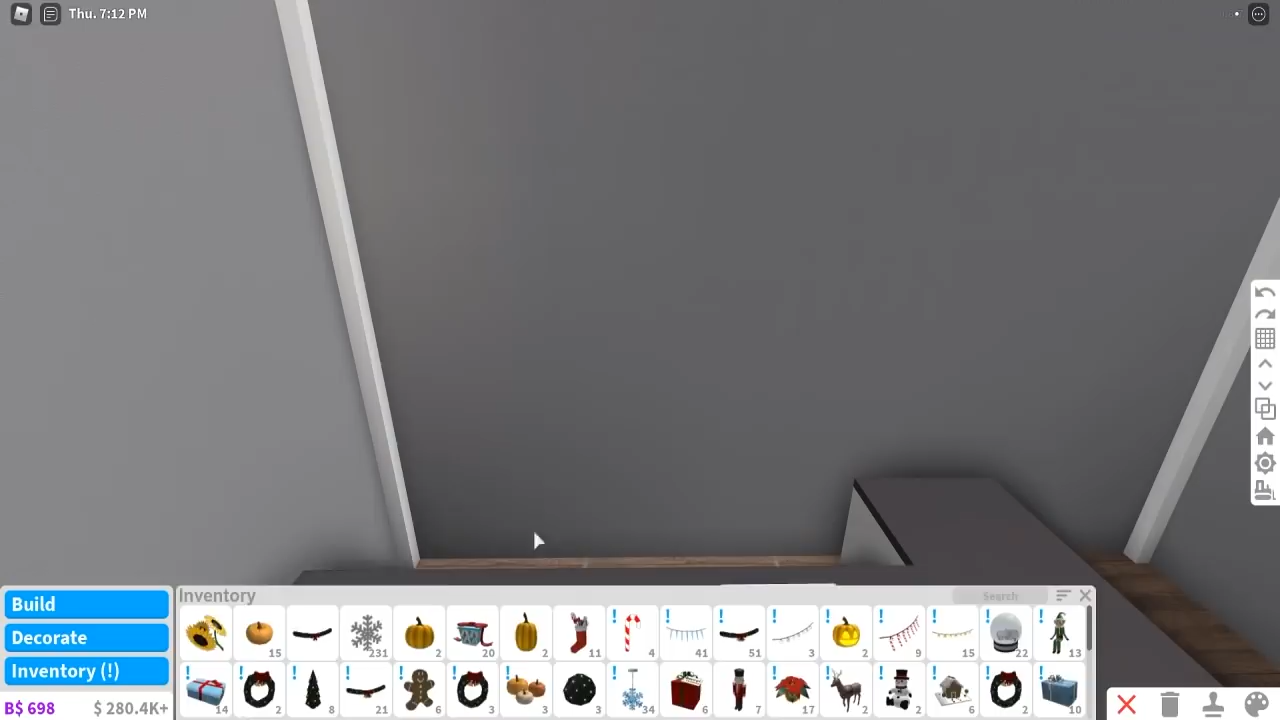 Thu. 7:12 PM
Build
Decorate
Inventory (!)
B$ 698 $ 280.4K+
Inventory
Search
15 231 2 20 2 11 ! 4 ! 41 ! 51 ! 3 ! 2 ! 9 ! 15 ! 22 ! 13
! 14 ! 2 ! 8 ! 21 ! 6 ! 3 ! 3 3 ! 34 6 ! 7 ! 17 ! 2 ! 2 ! 6 ! 2 ! 10